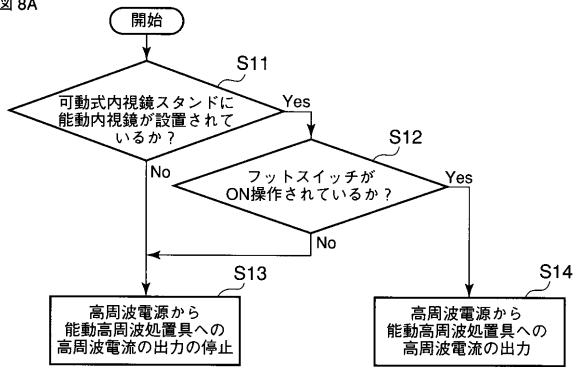 図 8A
開始
S11
可動式内視鏡スタンドに
能動内視鏡が設置されて
いるか？
Yes
No
S12
フットスイッチが
ON操作されているか？
Yes
No
S13
高周波電源から
能動高周波処置具への
高周波電流の出力の停止
S14
高周波電源から
能動高周波処置具への
高周波電流の出力